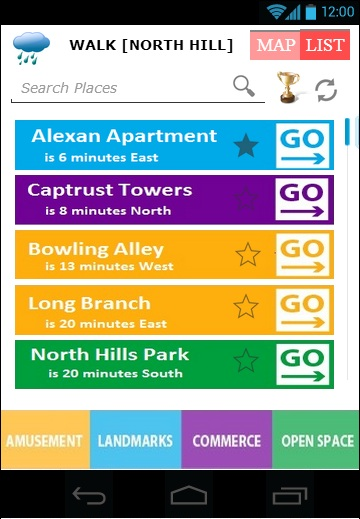 12:00
WALK [NORTH HILL] MAP LIST
Search Places
Alexan Apartment GO
is 6 minutes East
Captrust Towers GO
is 8 minutes North
Bowling Alley GO
is 13 minutes West
Long Branch GO
is 20 minutes East
North Hills Park GO
is 20 minutes South
AMUSEMENT LANDMARKS COMMERCE OPEN SPACE